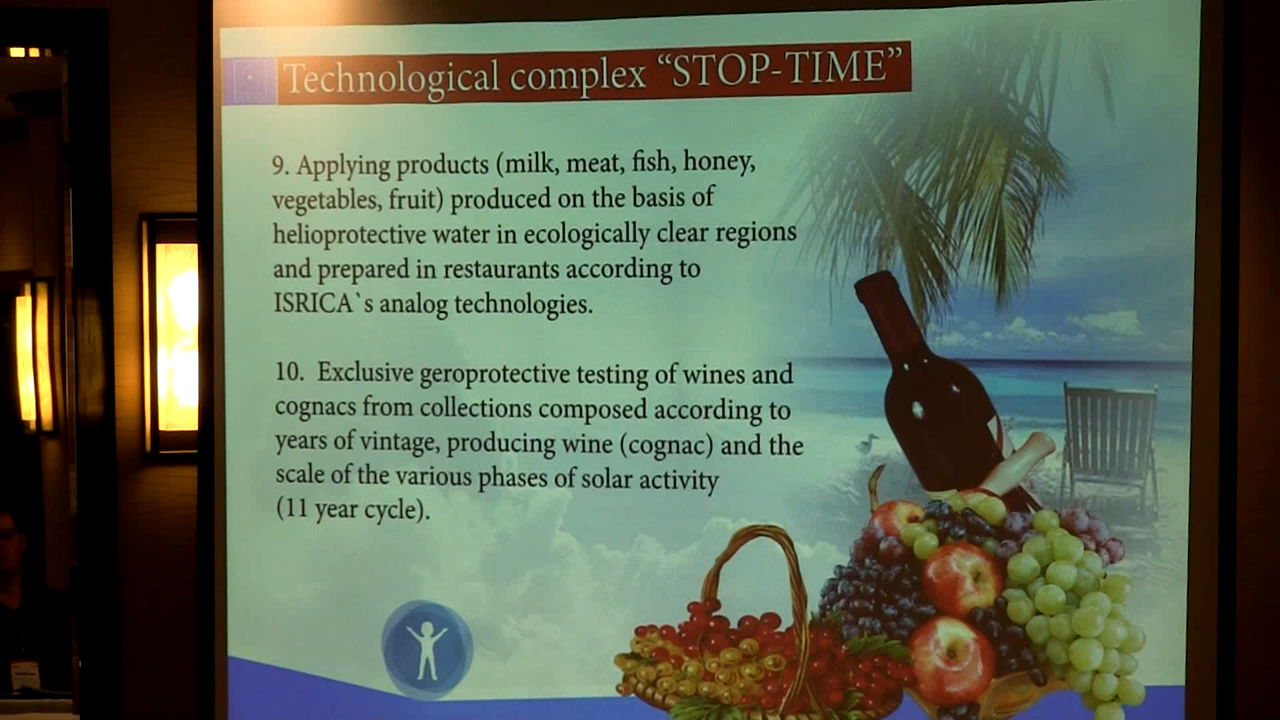 Technological complex “STOP-TIME”
9. Applying products (milk, meat, fish, honey,
vegetables, fruit) produced on the basis of
helioprotective water in ecologically clear regions
and prepared in restaurants according to
ISRICA`s analog technologies.
10. Exclusive geroprotective testing of wines and
cognacs from collections composed according to
years of vintage, producing wine (cognac) and the
scale of the various phases of solar activity
(11 year cycle).